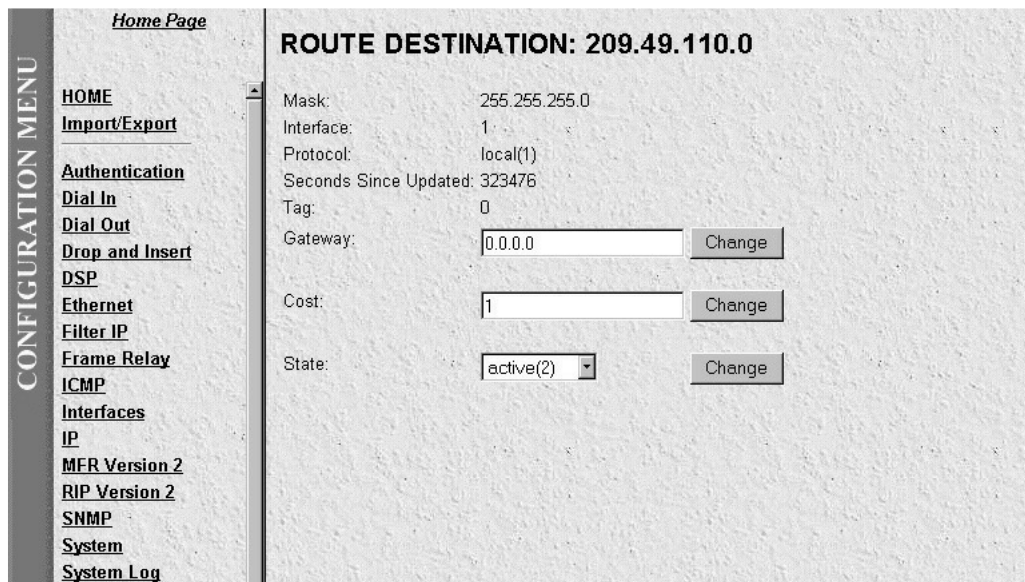 CONFIGURATION MENU
Home Page
HOME
Import/Export
Authentication
Dial In
Dial Out
Drop and Insert
DSP
Ethernet
Filter IP
Frame Relay
ICMP
Interfaces
IP
MFR Version 2
RIP Version 2
SNMP
System
System Log
ROUTE DESTINATION: 209.49.110.0
Mask: 255.255.255.0
Interface: 1
Protocol: local(1)
Seconds Since Updated: 323476
Tag: 0
Gateway: 0.0.0.0 Change
Cost: 1 Change
State: active(2) Change